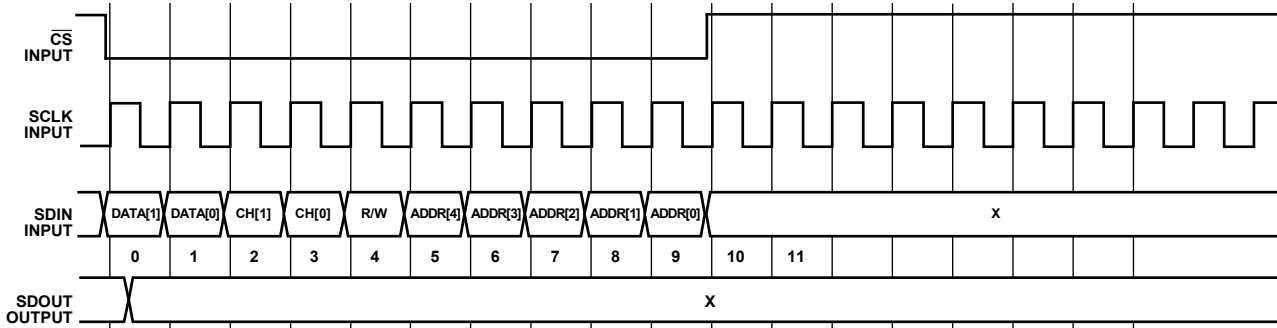 CS
INPUT
SCLK
INPUT
SDIN
INPUT
DATA[1] DATA[0] CH[1] CH[0] R/W ADDR[4] ADDR[3] ADDR[2] ADDR[1] ADDR[0] X
0 1 2 3 4 5 6 7 8 9 10 11
SDOUT
OUTPUT
X